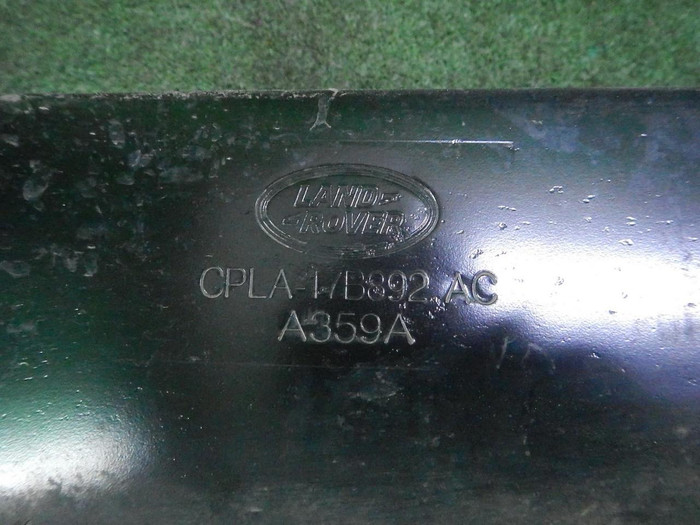 LAND-
-ROVER
CPLA-17B892 AC
A359A